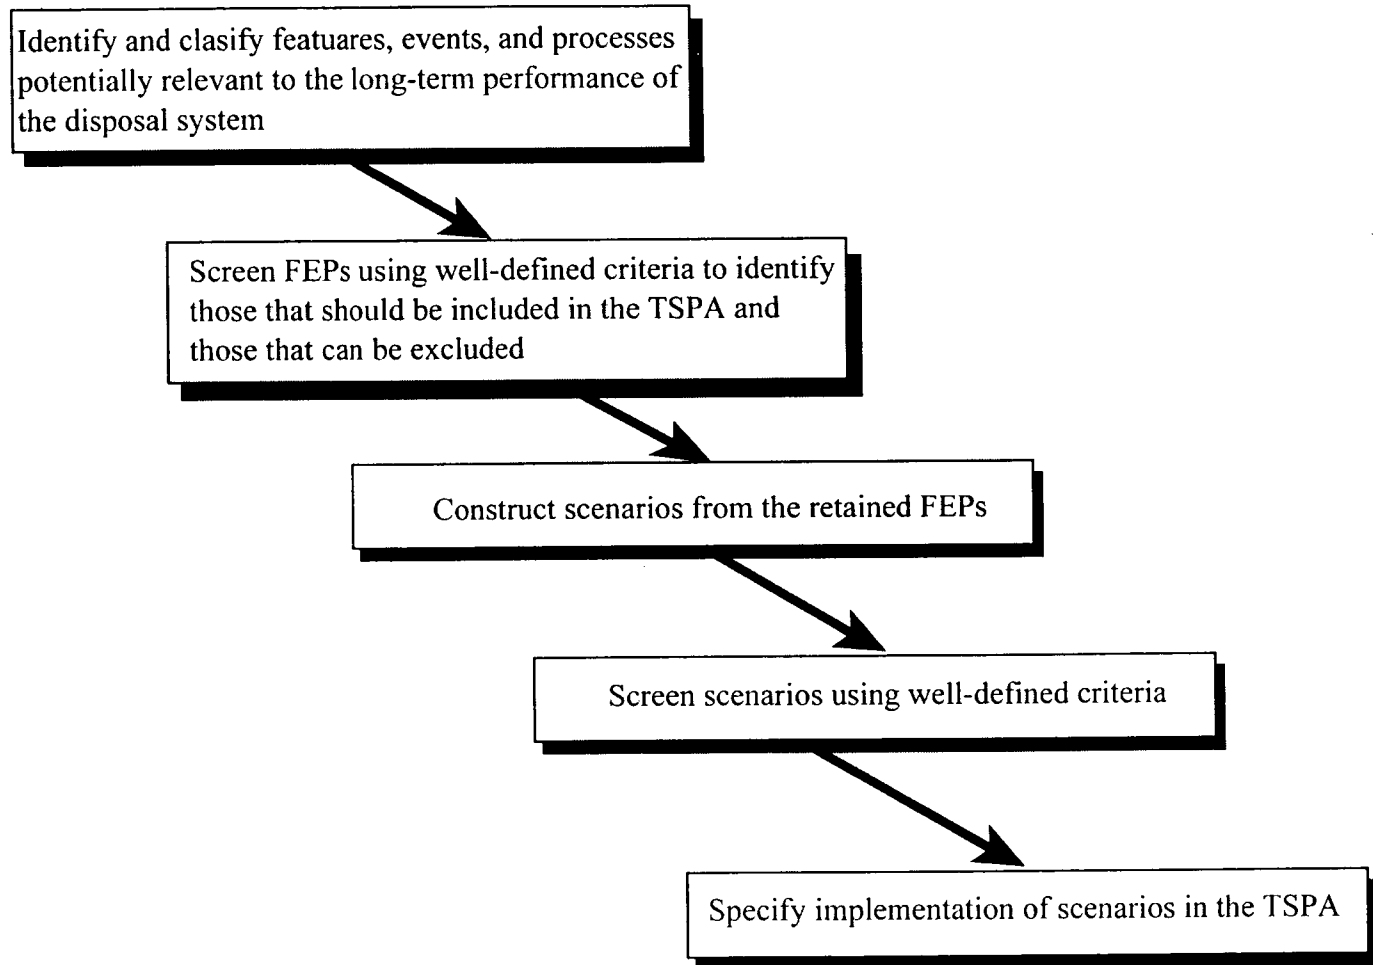 Identify and clasify featuares, events, and processes
potentially relevant to the long-term performance of
the disposal system
Screen FEPs using well-defined criteria to identify
those that should be included in the TSPA and
those that can be excluded
Construct scenarios from the retained FEPs
Screen scenarios using well-defined criteria
Specify implementation of scenarios in the TSPA